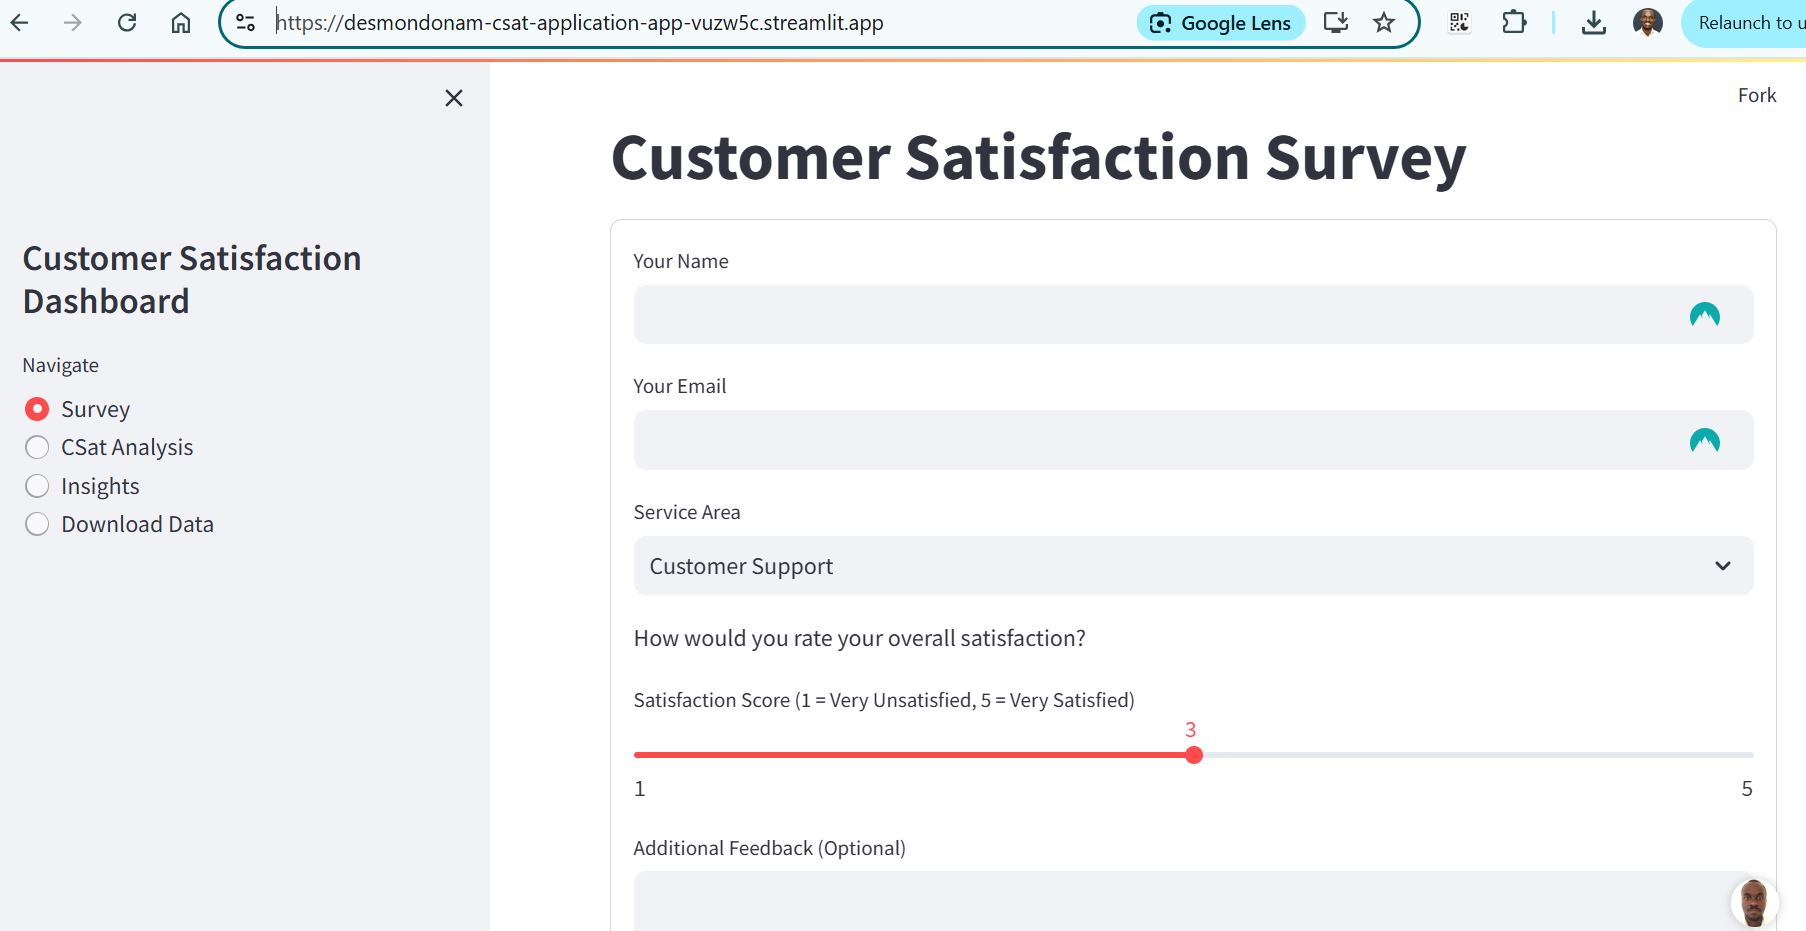 https://desmondonam-csat-application-app-vuzw5c.streamlit.app
Google Lens
Relaunch to u
Fork
Customer Satisfaction Survey
Customer Satisfaction
Dashboard
Navigate
Survey
CSat Analysis
Insights
Download Data
Your Name
Your Email
Service Area
Customer Support
How would you rate your overall satisfaction?
Satisfaction Score (1 = Very Unsatisfied, 5 = Very Satisfied)
3
1 5
Additional Feedback (Optional)